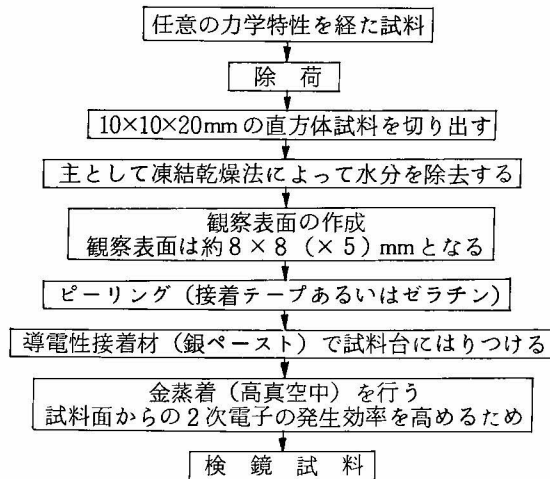 任意の力学特性を経た試料
除 荷
10×10×20mmの直方体試料を切り出す
主として凍結乾燥法によって水分を除去する
観察表面の作成
観察表面は約8×8(×5)mmとなる
ピーリング(接着テープあるいはゼラチン)
導電性接着材(銀ペースト)で試料台にはりつける
金蒸着(高真空中)を行う
試料面からの2次電子の発生効率を高めるため
検 鏡 試 料